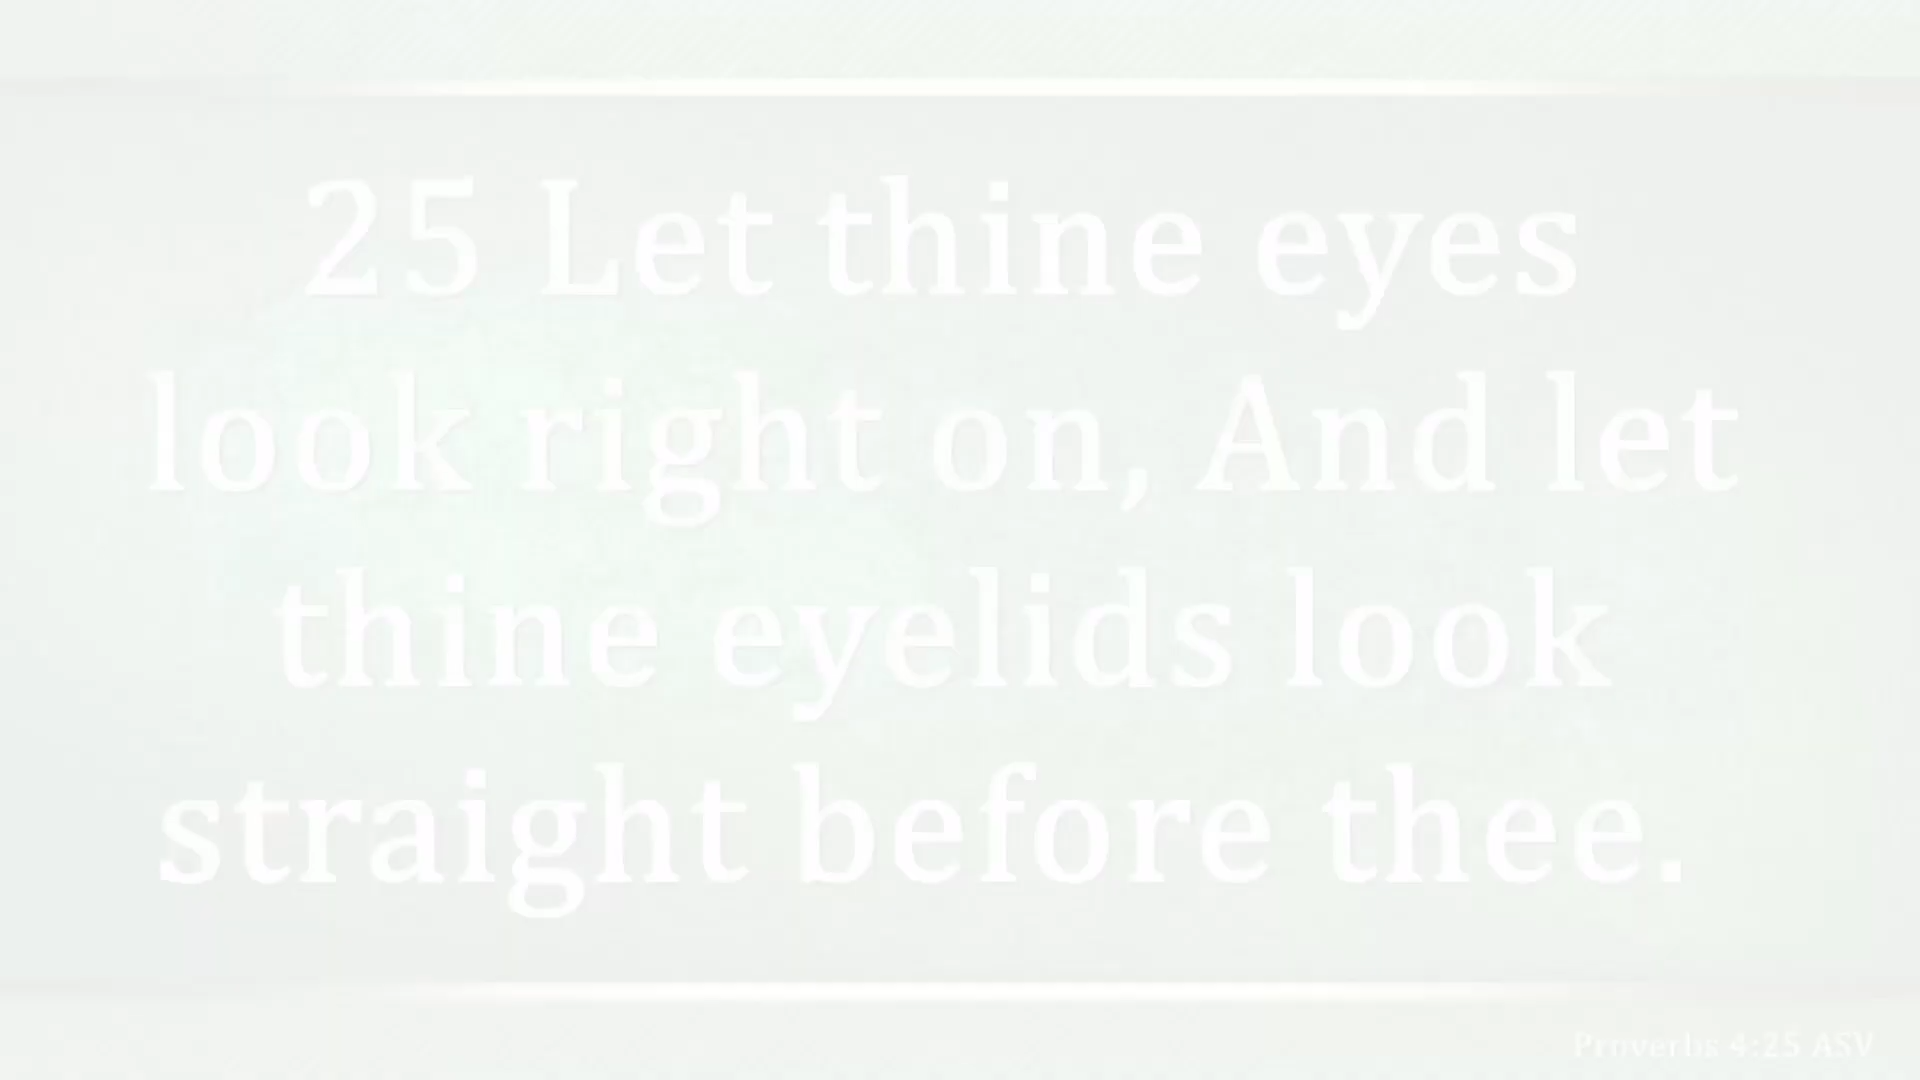 25 Let thine eyes
look right on, And let
thine eyelids look
straight before thee.
Proverbs 4:25 ASV